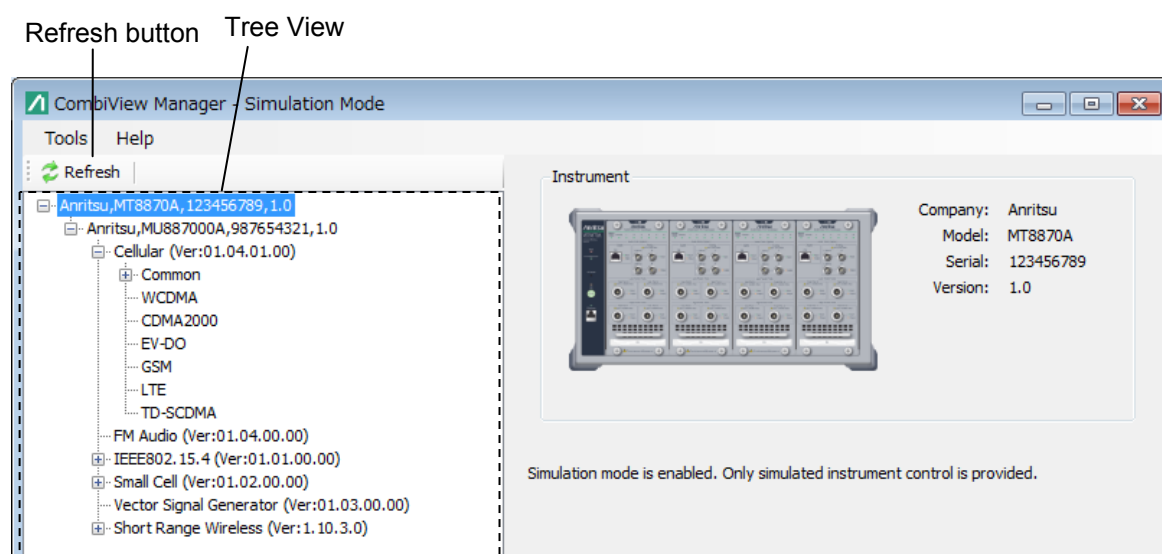 Refresh button Tree View
CombiView Manager - Simulation Mode
Tools Help
Refresh
Anritsu,MT8870A,123456789,1.0
Anritsu,MU887000A,987654321,1.0
Cellular (Ver:01.04.01.00)
Common
WCDMA
CDMA2000
EV-DO
GSM
LTE
TD-SCDMA
FM Audio (Ver:01.04.00.00)
IEEE802.15.4 (Ver:01.01.00.00)
Small Cell (Ver:01.02.00.00)
Vector Signal Generator (Ver:01.03.00.00)
Short Range Wireless (Ver:1.10.3.0)
Instrument
Company: Anritsu
Model: MT8870A
Serial: 123456789
Version: 1.0
Simulation mode is enabled. Only simulated instrument control is provided.